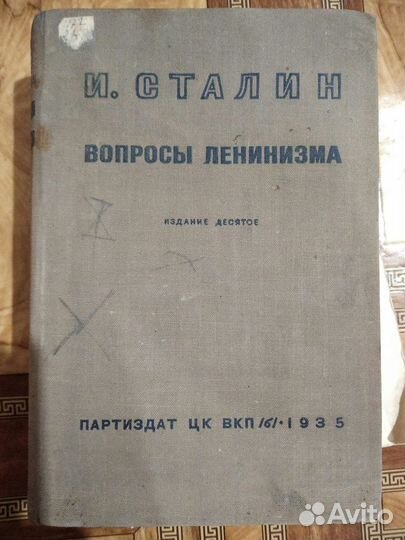 И. СТАЛИН
ВОПРОСЫ ЛЕНИНИЗМА
ИЗДАНИЕ ДЕСЯТОЕ
ПАРТИЗДАТ ЦК ВКП /б/ • 1935
Avito